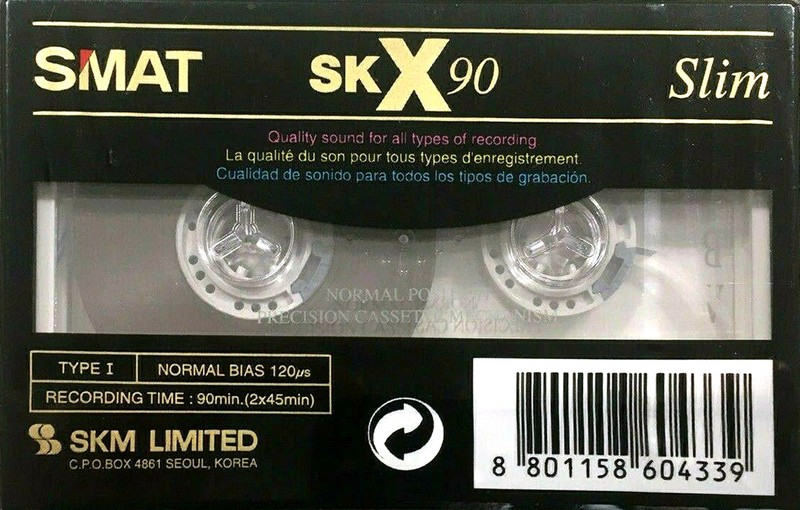 SMAT SKX90 Slim
Quality sound for all types of recording
La qualité du son pour tous types d'enregistrement.
Cualidad de sonido para todos los tipos de grabación.
NORMAL
PRECISION MECHANISM
TYPE I NORMAL BIAS 120µs
RECORDING TIME : 90min.(2x45min)
SKM LIMITED
C.P.O.BOX 4861 SEOUL, KOREA
8 801158 604339